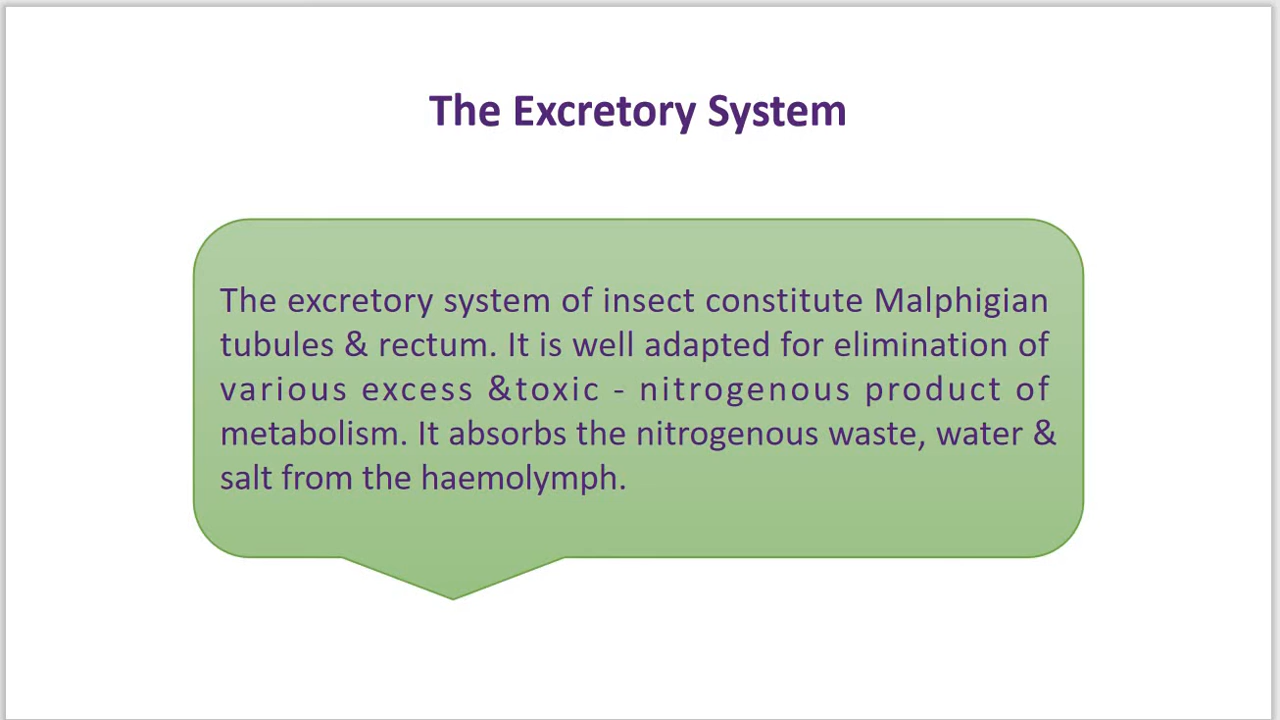 The Excretory System
The excretory system of insect constitute Malphigian
tubules & rectum. It is well adapted for elimination of
various excess &toxic - nitrogenous product of
metabolism. It absorbs the nitrogenous waste, water &
salt from the haemolymph.